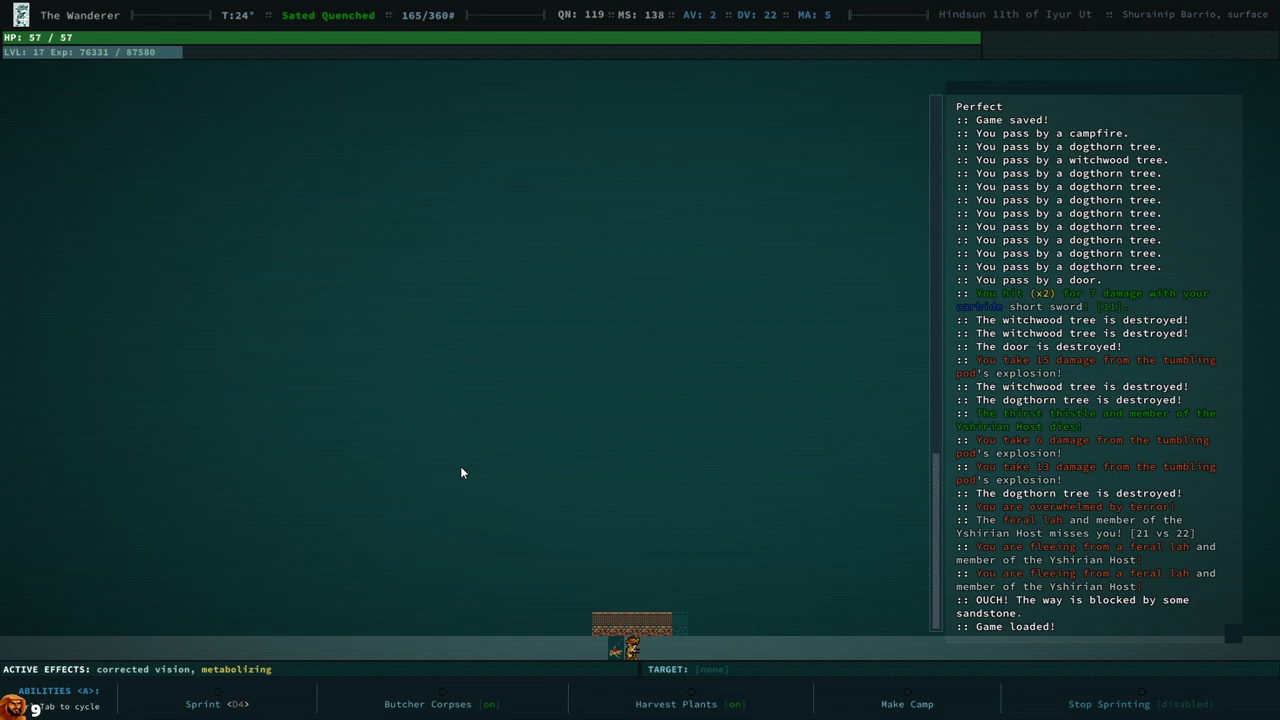 The Wanderer T:24° :: Sated Quenched 165/360# QN: 119 :: MS: 138 :: AV: 2 :: DV: 22 :: MA: 5 Hindsun 11th of Iyur Ut :: Shursinip Barrio, surface
HP: 57 / 57
LVL: 17 Exp: 76331 / 87580
Perfect
:: Game saved!
:: You pass by a campfire.
:: You pass by a dogthorn tree.
:: You pass by a witchwood tree.
:: You pass by a dogthorn tree.
:: You pass by a dogthorn tree.
:: You pass by a dogthorn tree.
:: You pass by a dogthorn tree.
:: You pass by a dogthorn tree.
:: You pass by a dogthorn tree.
:: You pass by a dogthorn tree.
:: You pass by a dogthorn tree.
:: You pass by a door.
:: You hit (x2) for 7 damage with your
carbide short sword! [11].
:: The witchwood tree is destroyed!
:: The witchwood tree is destroyed!
:: The door is destroyed!
:: You take 15 damage from the tumbling
pod's explosion!
:: The witchwood tree is destroyed!
:: The dogthorn tree is destroyed!
:: The thirst thistle and member of the
Yshirian Host dies!
:: You take 6 damage from the tumbling
pod's explosion!
:: You take 13 damage from the tumbling
pod's explosion!
:: The dogthorn tree is destroyed!
:: You are overwhelmed by terror!
:: The feral lah and member of the
Yshirian Host misses you! [21 vs 22]
:: You are fleeing from a feral lah and
member of the Yshirian Host!
:: You are fleeing from a feral lah and
member of the Yshirian Host!
:: OUCH! The way is blocked by some
sandstone.
:: Game loaded!
ACTIVE EFFECTS: corrected vision, metabolizing TARGET: [none]
ABILITIES <A>:
9 Tab to cycle Sprint <D4> Butcher Corpses [on] Harvest Plants [on] Make Camp Stop Sprinting [disabled]